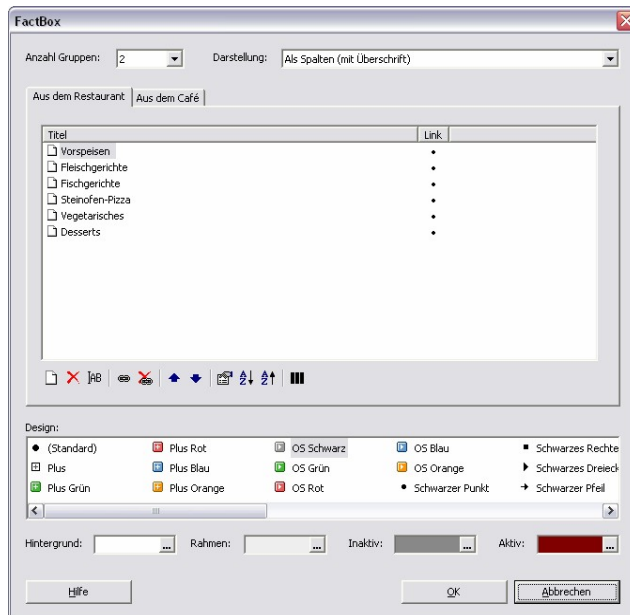 FactBox
Anzahl Gruppen: 2 Darstellung: Als Spalten (mit Überschrift)
Aus dem Restaurant Aus dem Café
Titel Link
Vorspeisen
Fleischgerichte
Fischgerichte
Steinofen-Pizza
Vegetarisches
Desserts
Design:
(Standard) Plus Rot OS Schwarz OS Blau Schwarzes Rechte
Plus Plus Blau OS Grün OS Orange Schwarzes Dreieck
Plus Grün Plus Orange OS Rot Schwarzer Punkt Schwarzer Pfeil
Hintergrund: ... Rahmen: ... Inaktiv: ... Aktiv: ...
Hilfe OK Abbrechen